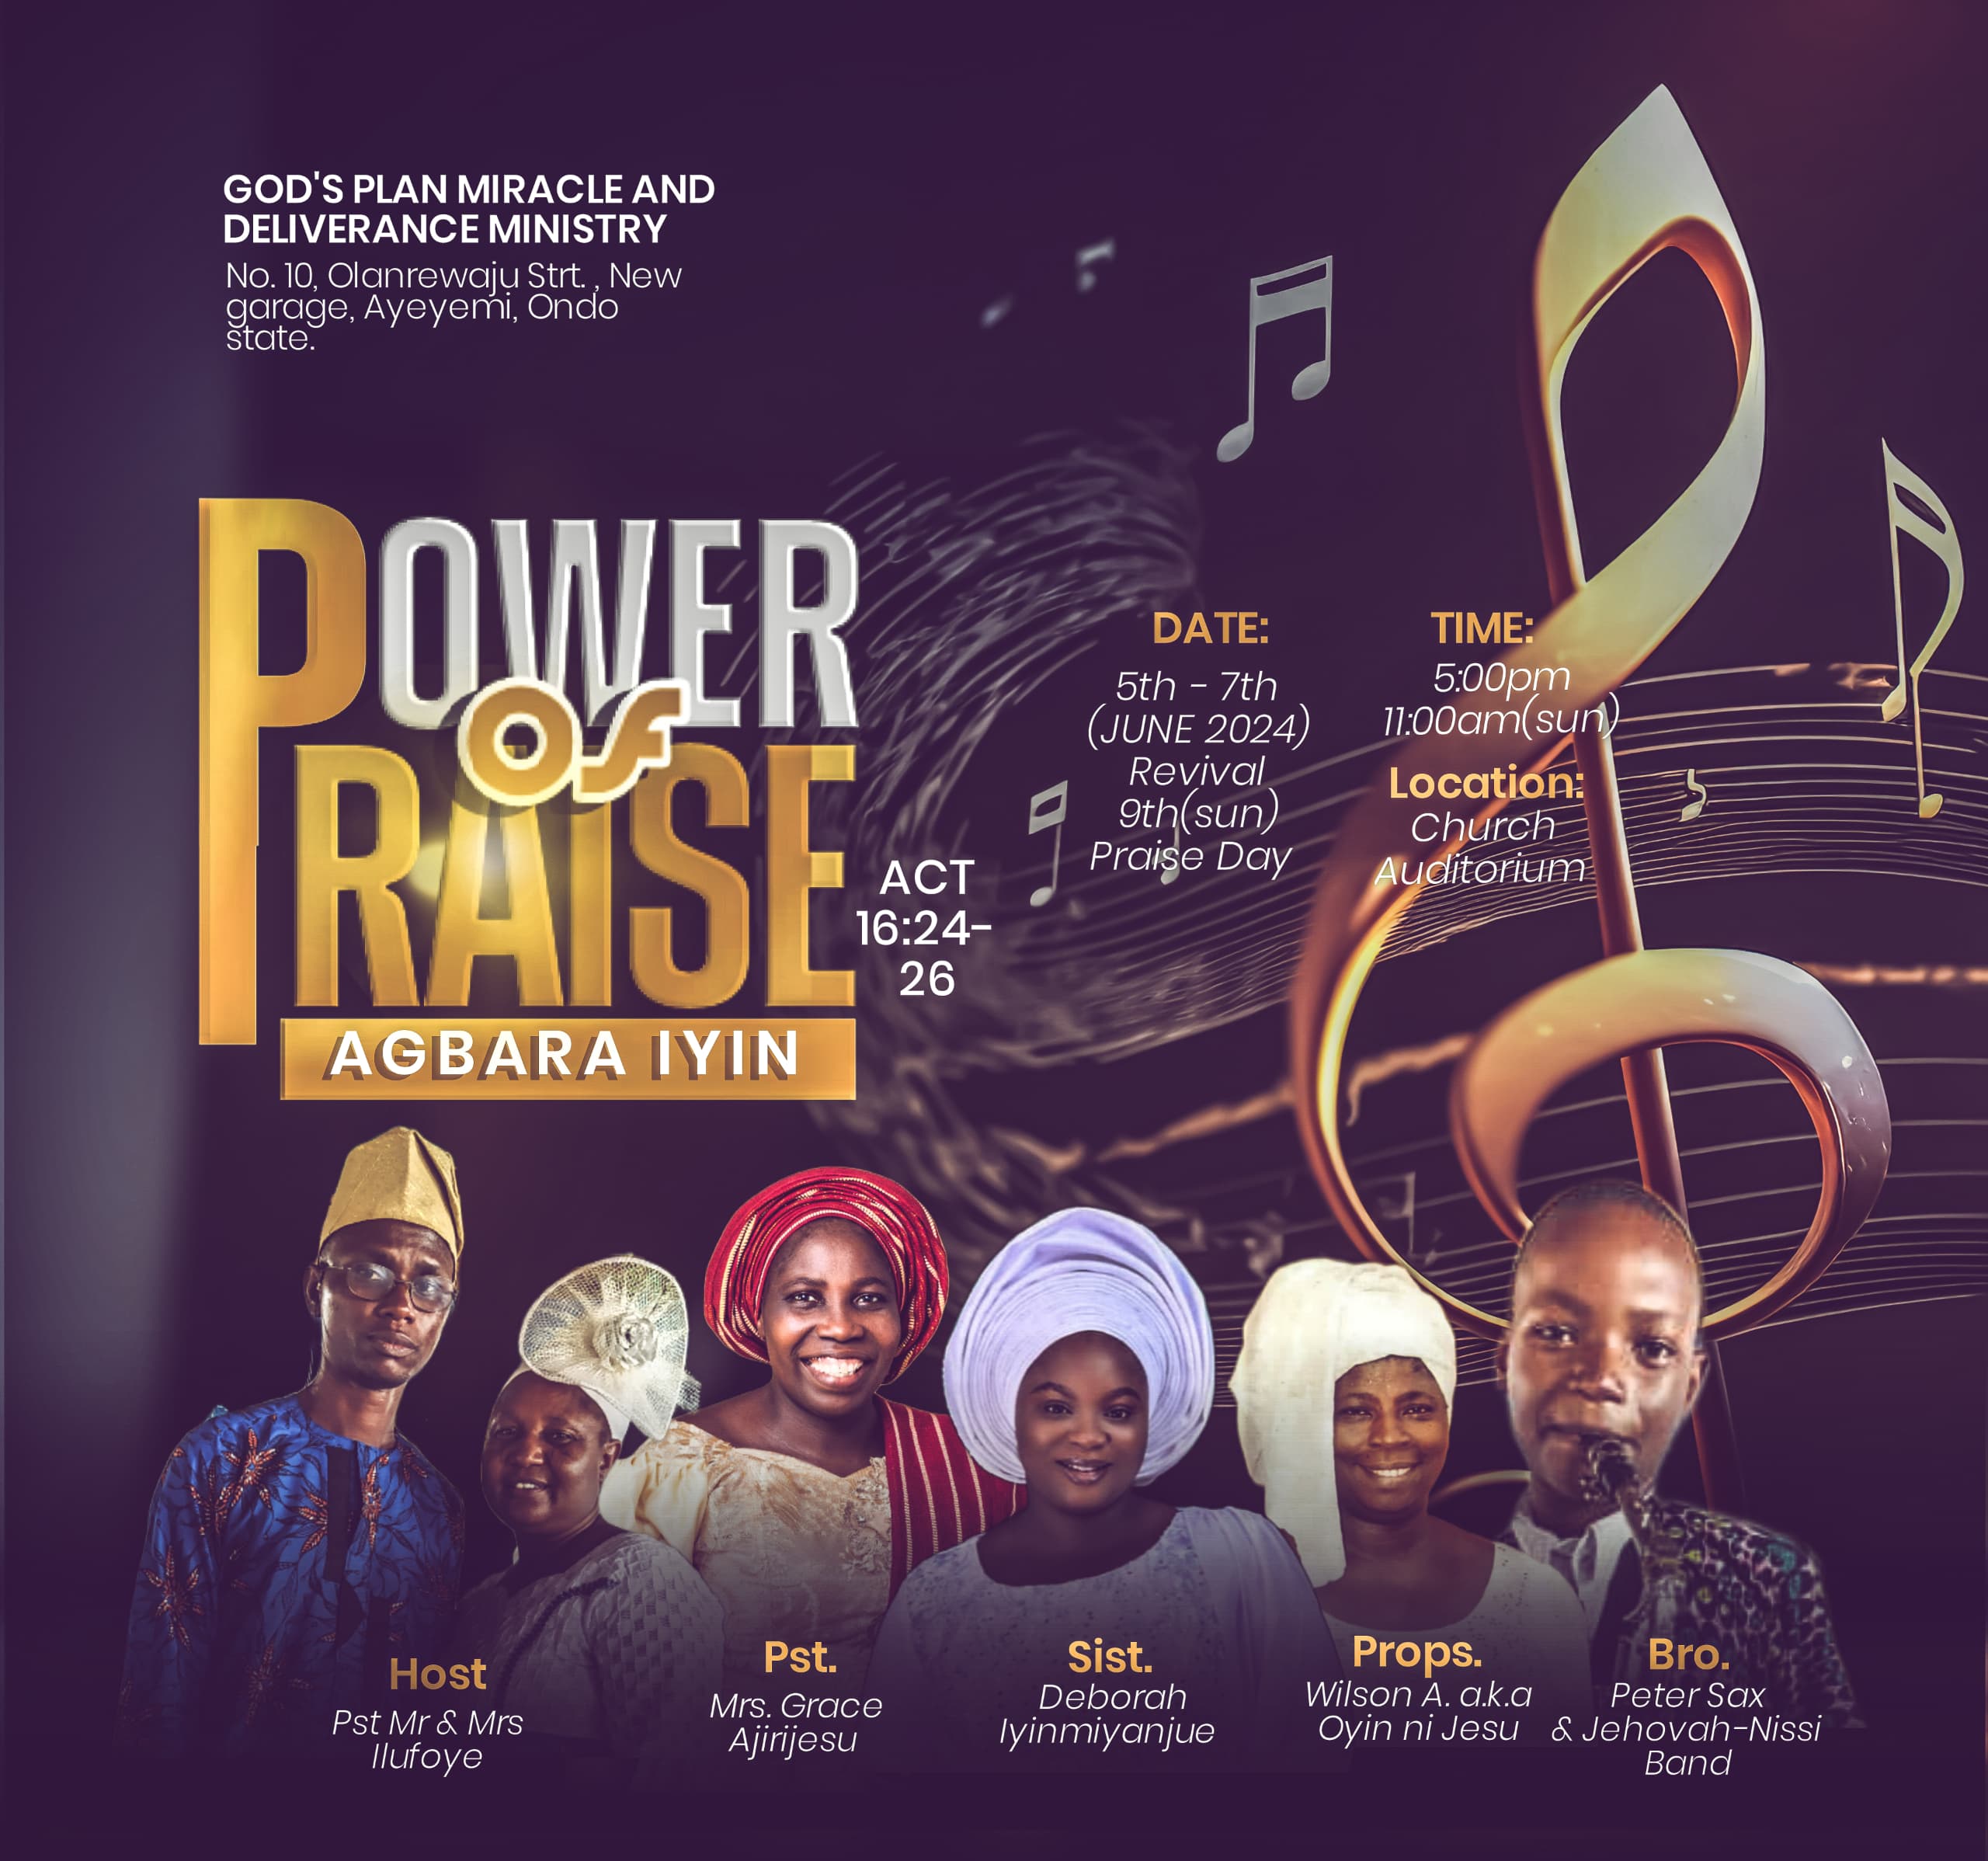 GOD'S PLAN MIRACLE AND
DELIVERANCE MINISTRY
No. 10, Olanrewaju Strt. , New
garage, Ayeyemi, Ondo
state.
POWER
OF
PRAISE
AGBARA IYIN
ACT
16:24-
26
DATE:
5th - 7th
(JUNE 2024)
Revival
9th(sun)
Praise Day
TIME:
5:00pm
11:00am(sun)
Location:
Church
Auditorium
Host
Pst Mr & Mrs
Ilufoye
Pst.
Mrs. Grace
Ajirijesu
Sist.
Deborah
Iyinmiyanjue
Props.
Wilson A. a.k.a
Oyin ni Jesu
Bro.
Peter Sax
& Jehovah-Nissi
Band